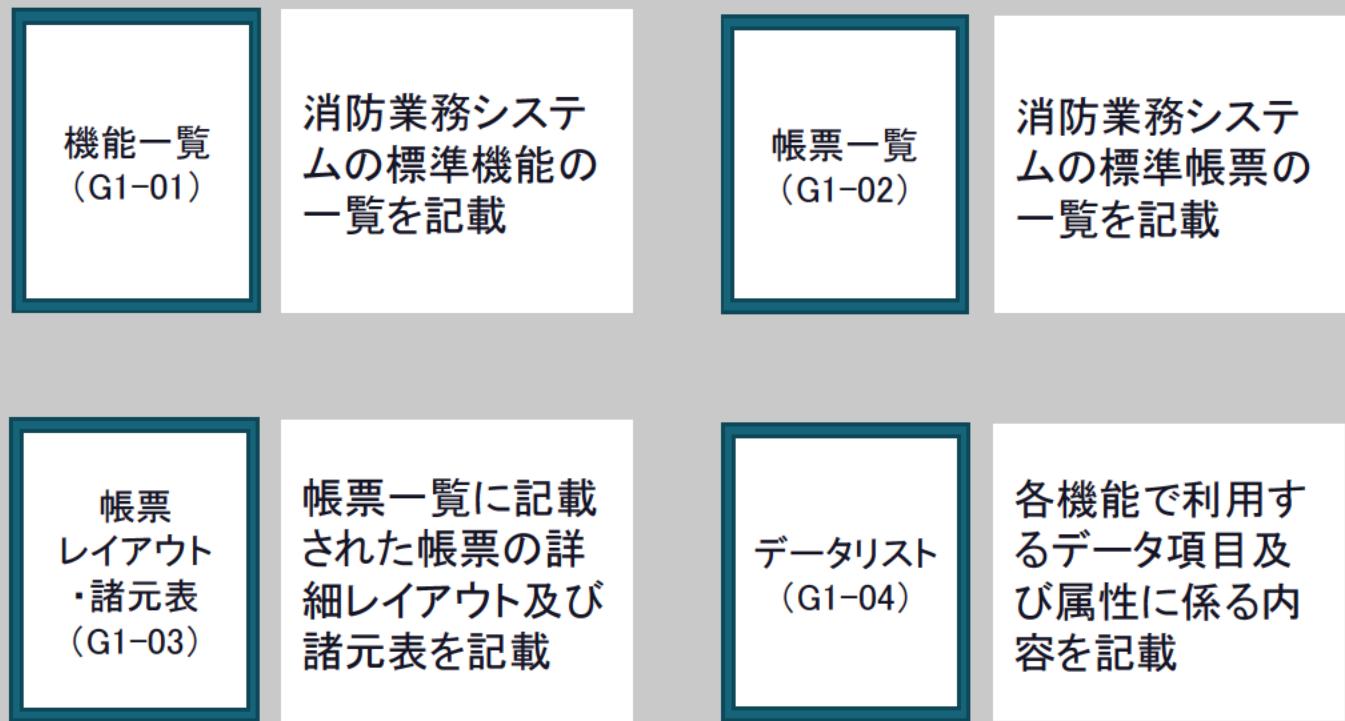 機能一覧
(G1-01)
消防業務システ
ムの標準機能の
一覧を記載
帳票一覧
(G1-02)
消防業務システ
ムの標準帳票の
一覧を記載
帳票
レイアウト
・諸元表
(G1-03)
帳票一覧に記載
された帳票の詳
細レイアウト及び
諸元表を記載
データリスト
(G1-04)
各機能で利用す
るデータ項目及
び属性に係る内
容を記載